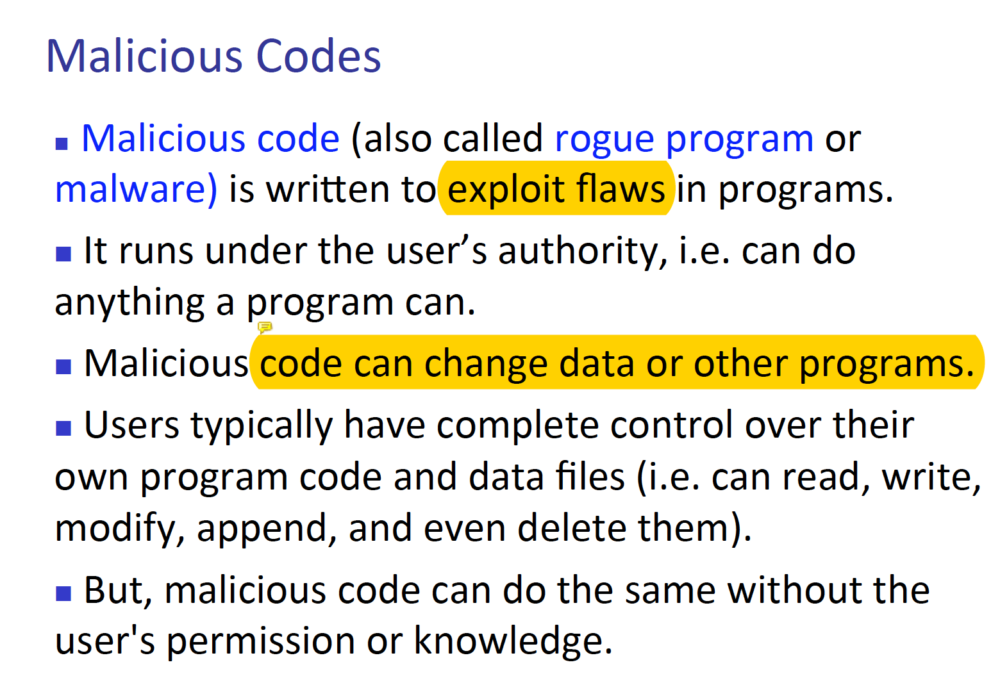 Malicious Codes
■ Malicious code (also called rogue program or
malware) is written to exploit flaws in programs.
■ It runs under the user’s authority, i.e. can do
anything a program can.
■ Malicious code can change data or other programs.
■ Users typically have complete control over their
own program code and data files (i.e. can read, write,
modify, append, and even delete them).
■ But, malicious code can do the same without the
user's permission or knowledge.